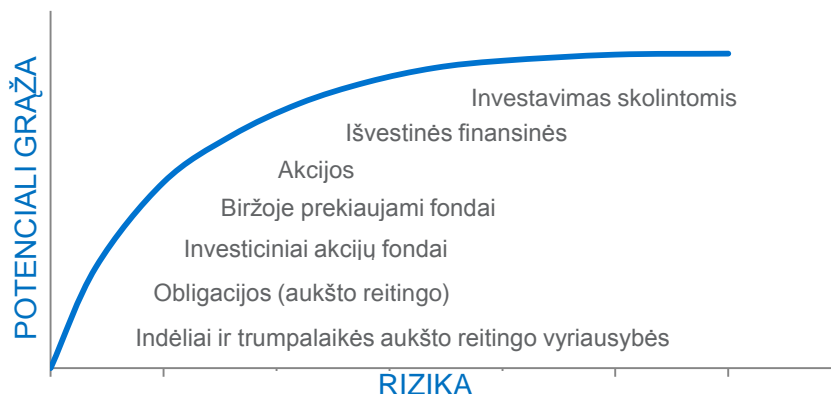 POTENCIALI GRĄŽA
Investavimas skolintomis
Išvestinės finansinės
Akcijos
Biržoje prekiaujami fondai
Investiciniai akcijų fondai
Obligacijos (aukšto reitingo)
Indėliai ir trumpalaikės aukšto reitingo vyriausybės
RIZIKA